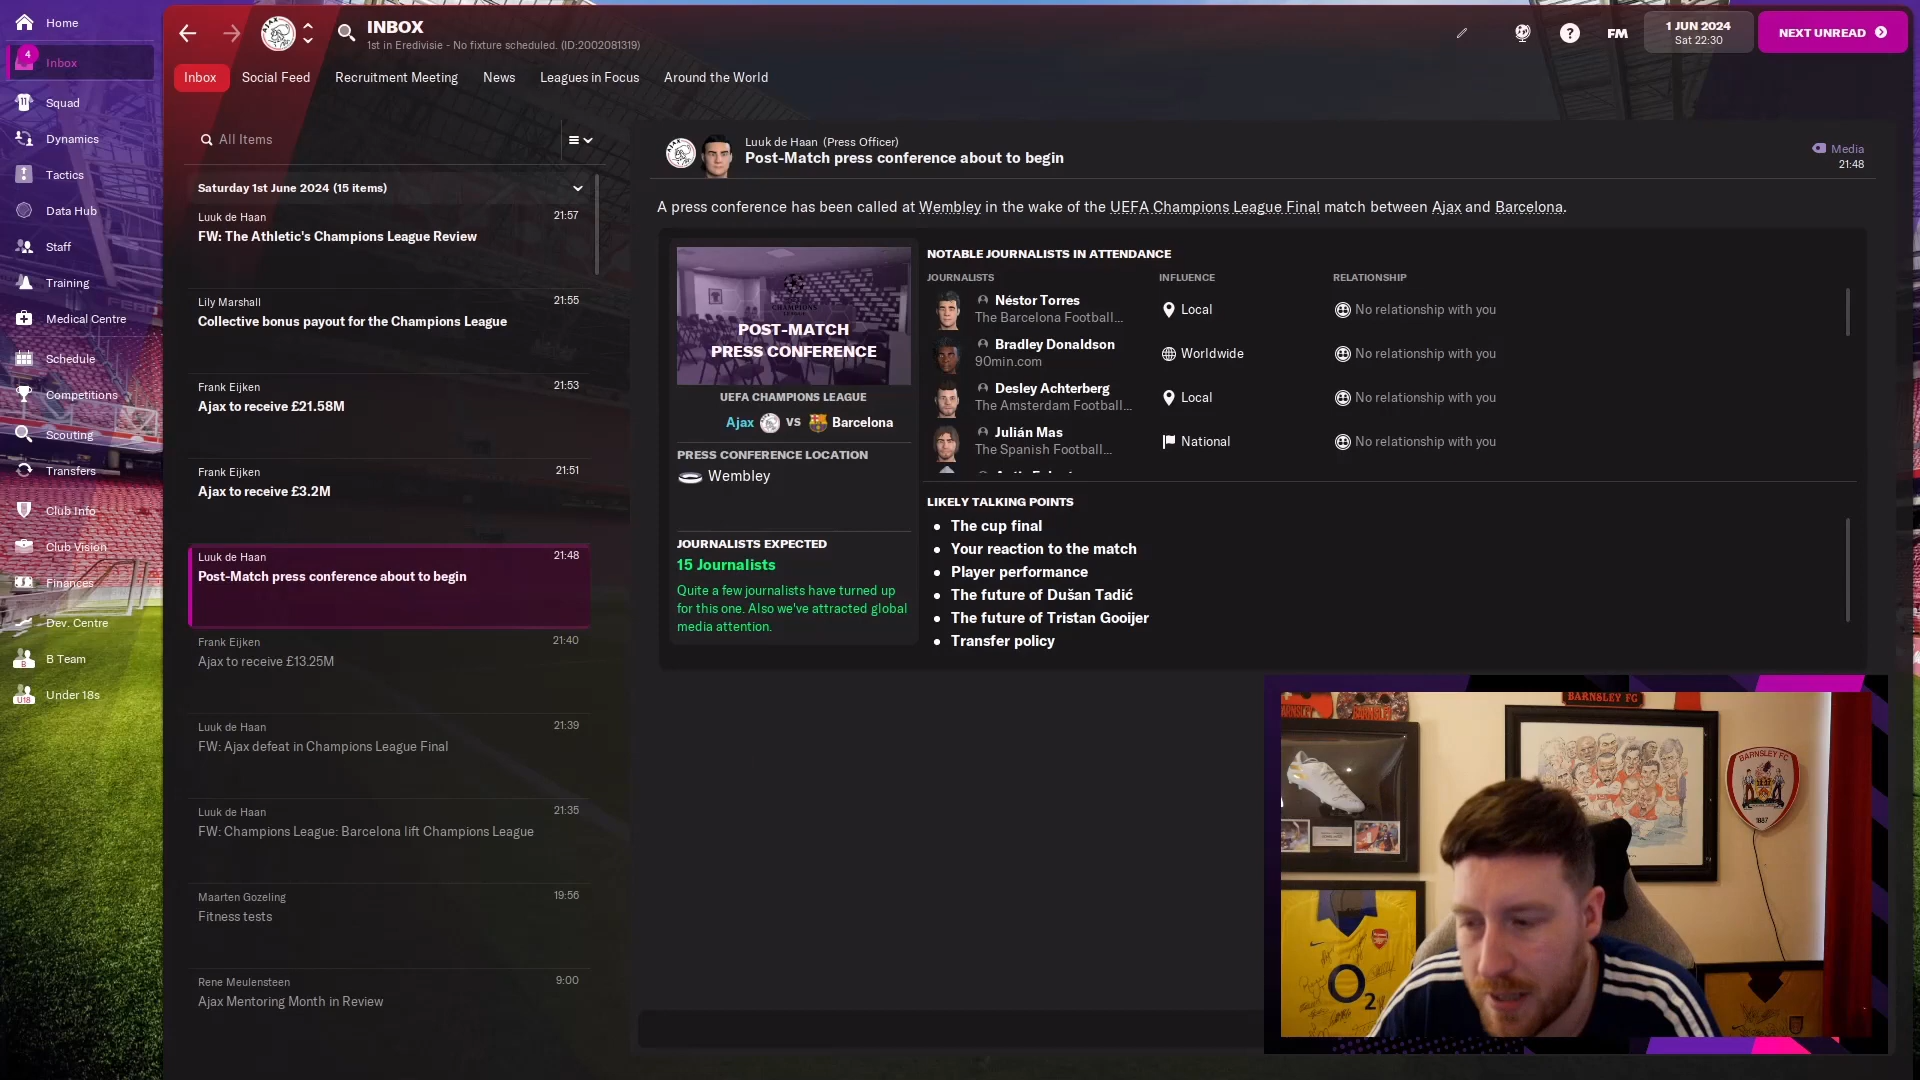 Home
4
Inbox
Squad
Dynamics
Tactics
Data Hub
Staff
Training
Medical Centre
Schedule
Competitions
Scouting
Transfers
Club Info
Club Vision
Finances
Dev. Centre
B Team
Under 18s
INBOX
1st in Eredivisie - No fixture scheduled. (ID:2002081319)
FM
1 JUN 2024
Sat 22:30
NEXT UNREAD
Inbox
Social Feed
Recruitment Meeting
News
Leagues in Focus
Around the World
All Items
Saturday 1st June 2024 (15 items)
Luuk de Haan 21:57
FW: The Athletic's Champions League Review
Lily Marshall 21:55
Collective bonus payout for the Champions League
Frank Eijken 21:53
Ajax to receive £21.58M
Frank Eijken 21:51
Ajax to receive £3.2M
Luuk de Haan 21:48
Post-Match press conference about to begin
Frank Eijken 21:40
Ajax to receive £13.25M
Luuk de Haan 21:39
FW: Ajax defeat in Champions League Final
Luuk de Haan 21:35
FW: Champions League: Barcelona lift Champions League
Maarten Gozeling 19:56
Fitness tests
Rene Meulensteen 9:00
Ajax Mentoring Month in Review
Luuk de Haan (Press Officer)
Post-Match press conference about to begin
Media
21:48
A press conference has been called at Wembley in the wake of the UEFA Champions League Final match between Ajax and Barcelona.
POST-MATCH
PRESS CONFERENCE
UEFA CHAMPIONS LEAGUE
Ajax VS Barcelona
PRESS CONFERENCE LOCATION
Wembley
JOURNALISTS EXPECTED
15 Journalists
Quite a few journalists have turned up
for this one. Also we've attracted global
media attention.
NOTABLE JOURNALISTS IN ATTENDANCE
JOURNALISTS INFLUENCE RELATIONSHIP
Néstor Torres
The Barcelona Football...
Local
No relationship with you
Bradley Donaldson
90min.com
Worldwide
No relationship with you
Desley Achterberg
The Amsterdam Football...
Local
No relationship with you
Julián Mas
The Spanish Football...
National
No relationship with you
LIKELY TALKING POINTS
The cup final
Your reaction to the match
Player performance
The future of Dušan Tadić
The future of Tristan Gooijer
Transfer policy
BARNSLEY FC
BARNSLEY FC
1887
O2